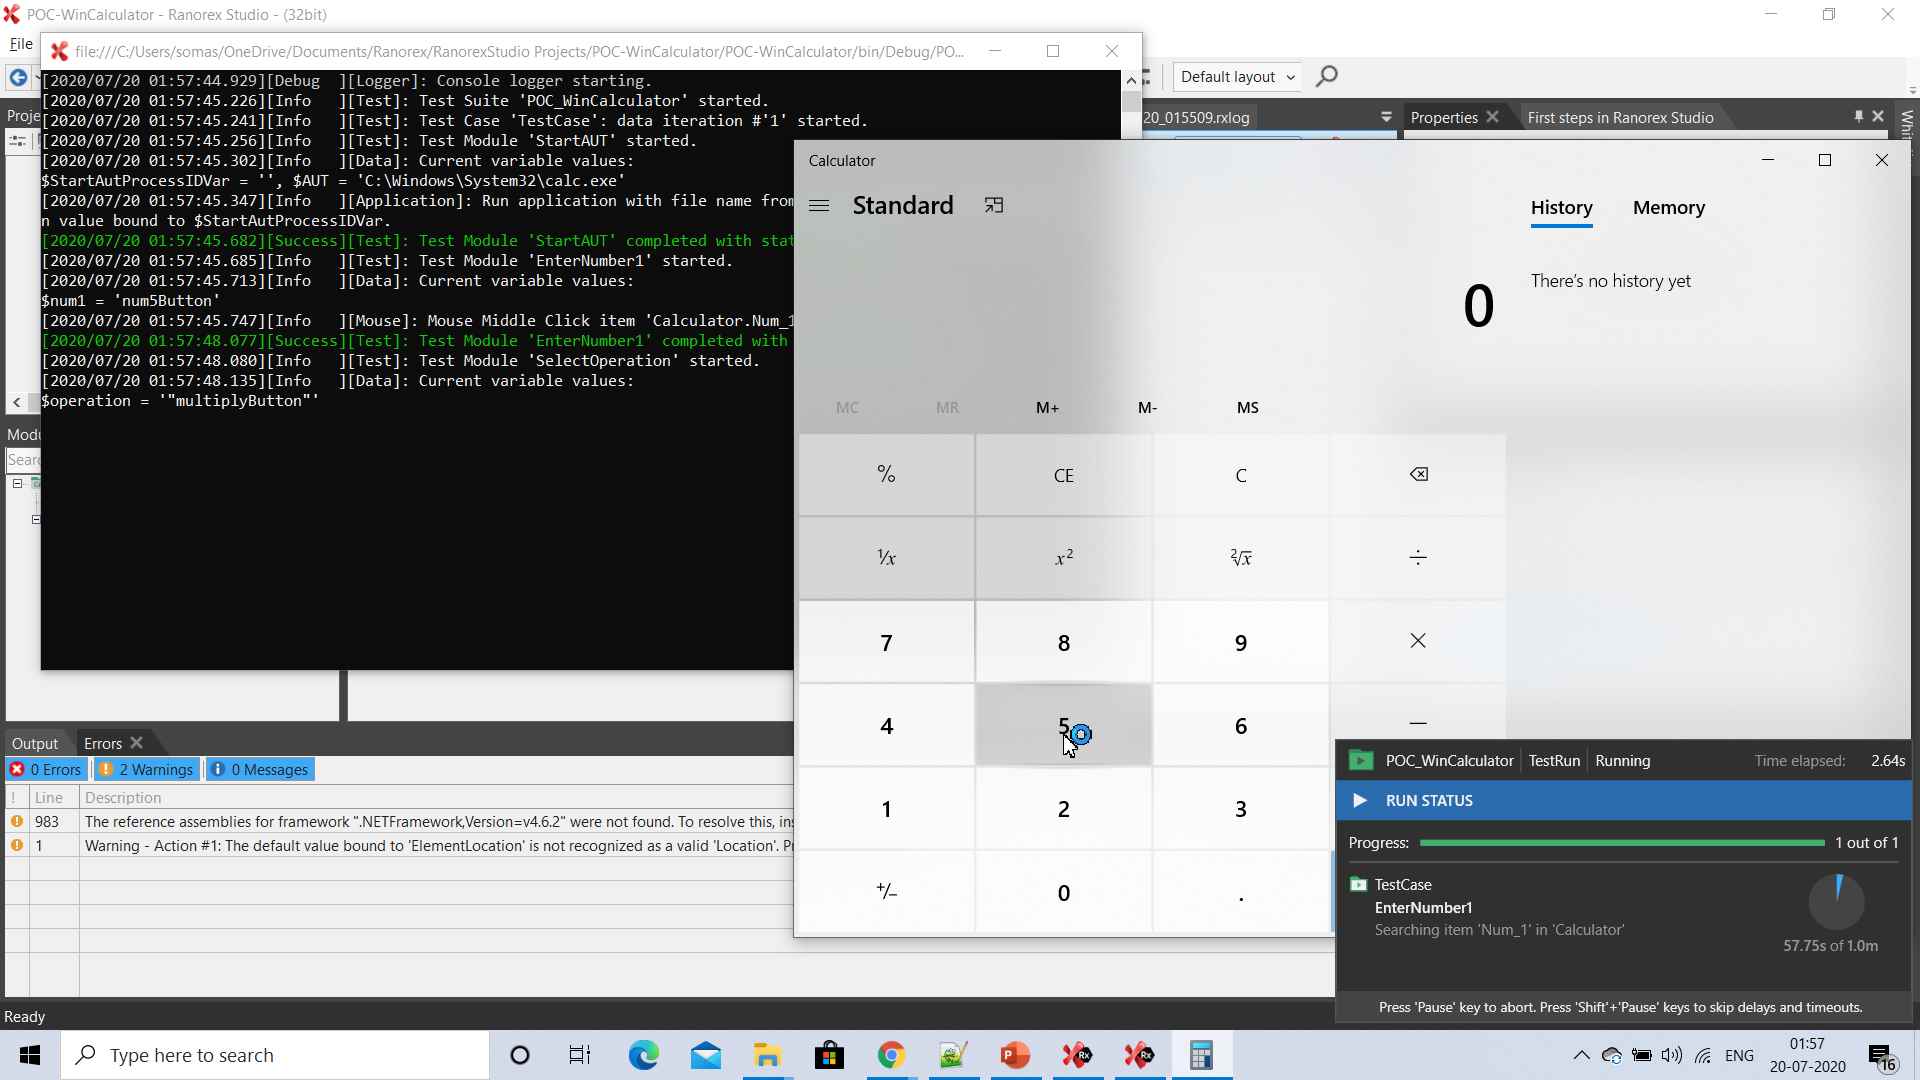 POC-WinCalculator - Ranorex Studio - (32bit)
File
file:///C:/Users/somas/OneDrive/Documents/Ranorex/RanorexStudio Projects/POC-WinCalculator/POC-WinCalculator/bin/Debug/PO...
Default layout
Proje
20_015509.rxlog
Properties
First steps in Ranorex Studio
[2020/07/20 01:57:44.929][Debug  ][Logger]: Console logger starting.
[2020/07/20 01:57:45.226][Info   ][Test]: Test Suite 'POC_WinCalculator' started.
[2020/07/20 01:57:45.241][Info   ][Test]: Test Case 'TestCase': data iteration #'1' started.
[2020/07/20 01:57:45.256][Info   ][Test]: Test Module 'StartAUT' started.
[2020/07/20 01:57:45.302][Info   ][Data]: Current variable values:
$StartAutProcessIDVar = '', $AUT = 'C:\Windows\System32\calc.exe'
[2020/07/20 01:57:45.347][Info   ][Application]: Run application with file name from
n value bound to $StartAutProcessIDVar.
[2020/07/20 01:57:45.682][Success][Test]: Test Module 'StartAUT' completed with stat
[2020/07/20 01:57:45.685][Info   ][Test]: Test Module 'EnterNumber1' started.
[2020/07/20 01:57:45.713][Info   ][Data]: Current variable values:
$num1 = 'num5Button'
[2020/07/20 01:57:45.747][Info   ][Mouse]: Mouse Middle Click item 'Calculator.Num_1
[2020/07/20 01:57:48.077][Success][Test]: Test Module 'EnterNumber1' completed with
[2020/07/20 01:57:48.080][Info   ][Test]: Test Module 'SelectOperation' started.
[2020/07/20 01:57:48.135][Info   ][Data]: Current variable values:
$operation = '"multiplyButton"'
Modu
Searc
Calculator
Standard
History Memory
There's no history yet
0
MC MR M+ M- MS
% CE C
⅟x x² ²√x ÷
7 8 9 ×
4 5 6 −
1 2 3
+/− 0 .
Output Errors
0 Errors 2 Warnings 0 Messages
! Line Description
983 The reference assemblies for framework ".NETFramework,Version=v4.6.2" were not found. To resolve this, ins
1 Warning - Action #1: The default value bound to 'ElementLocation' is not recognized as a valid 'Location'. Pr
POC_WinCalculator TestRun Running Time elapsed: 2.64s
RUN STATUS
Progress: 1 out of 1
TestCase
EnterNumber1
Searching item 'Num_1' in 'Calculator'
57.75s of 1.0m
Press 'Pause' key to abort. Press 'Shift'+'Pause' keys to skip delays and timeouts.
Ready
Type here to search
ENG
01:57
20-07-2020
16